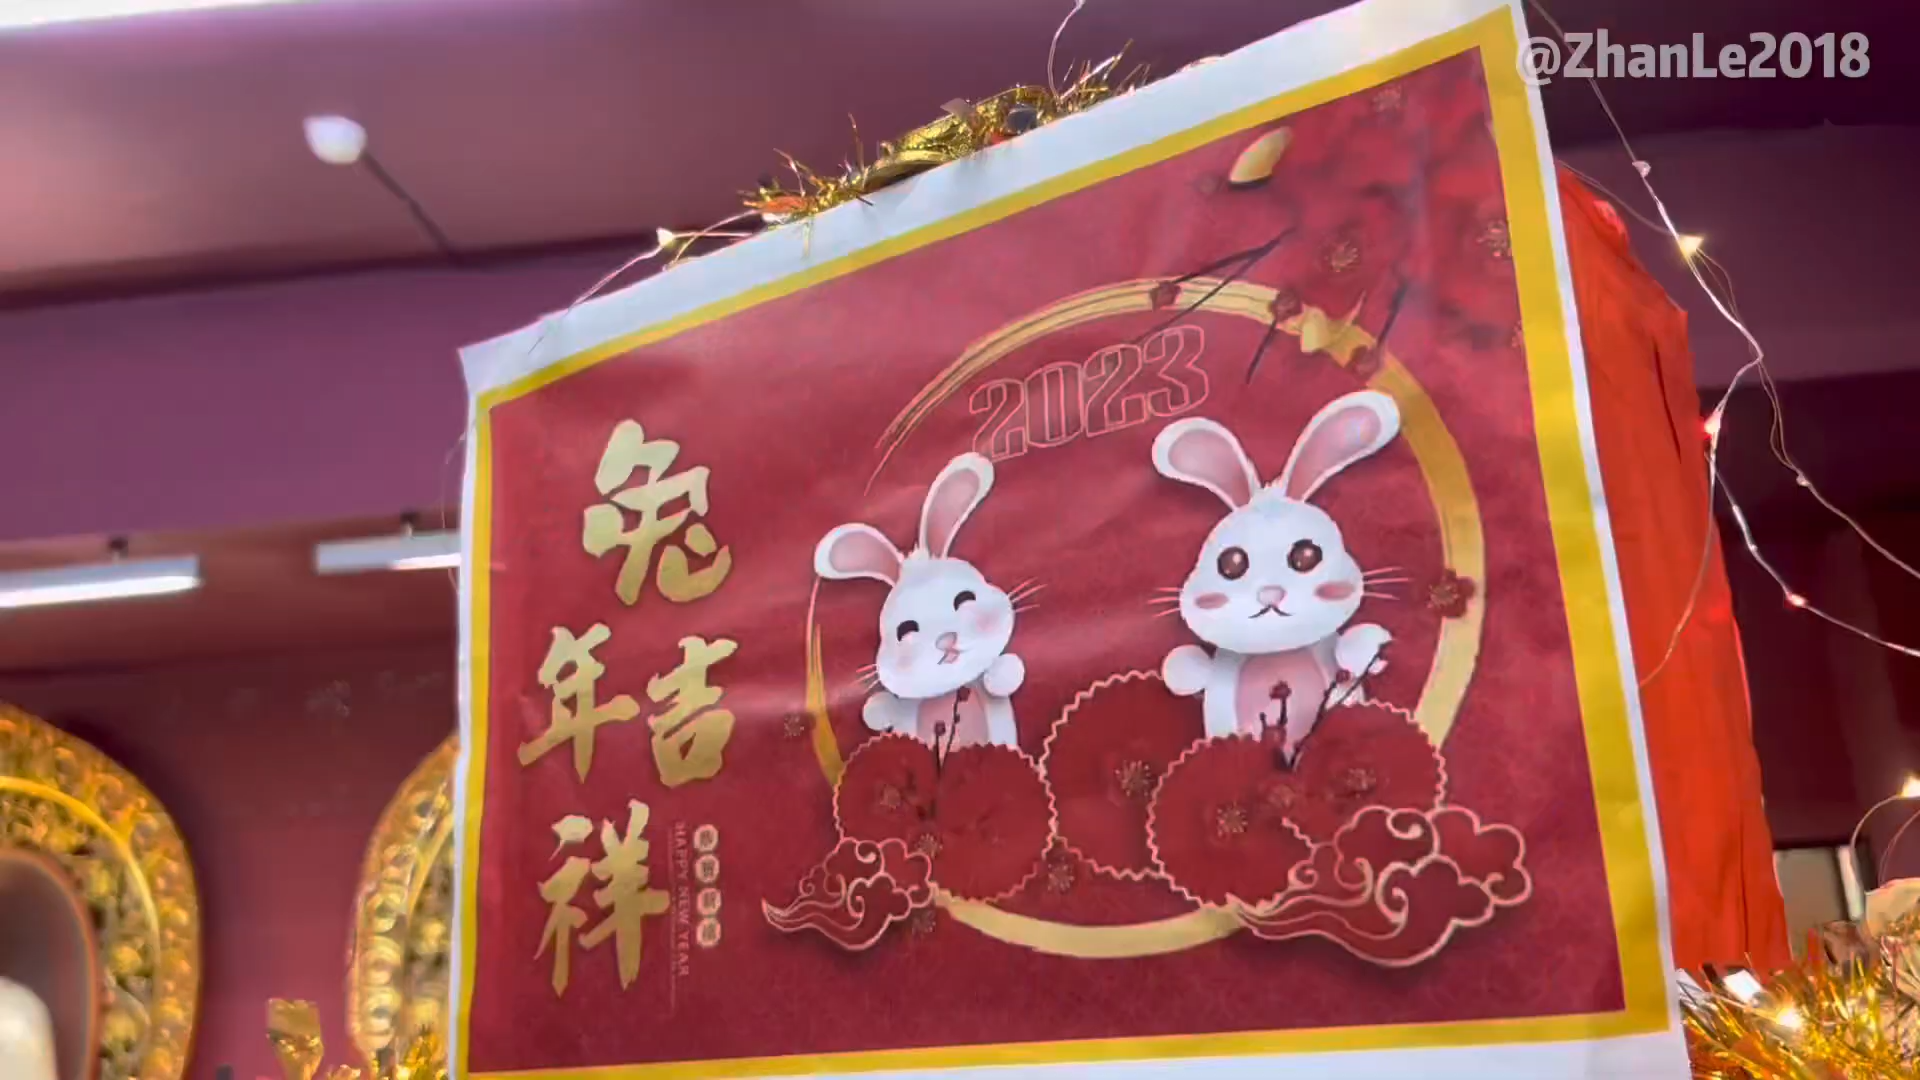 @ZhanLe2018
2023
兔
年吉
祥
HAPPY NEW YEAR